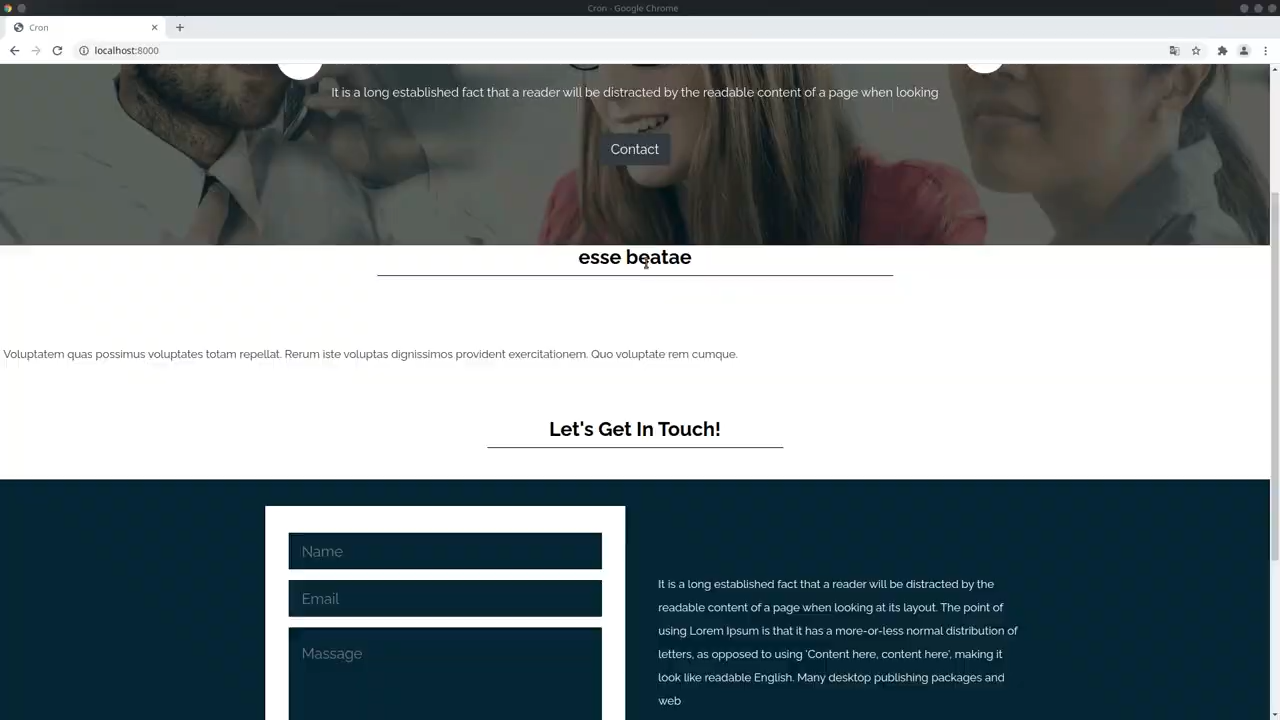 Cron - Google Chrome
Cron
localhost:8000
It is a long established fact that a reader will be distracted by the readable content of a page when looking
Contact
esse beatae
Voluptatem quas possimus voluptates totam repellat. Rerum iste voluptas dignissimos provident exercitationem. Quo voluptate rem cumque.
Let's Get In Touch!
Name
Email
Massage
It is a long established fact that a reader will be distracted by the
readable content of a page when looking at its layout. The point of
using Lorem Ipsum is that it has a more-or-less normal distribution of
letters, as opposed to using 'Content here, content here', making it
look like readable English. Many desktop publishing packages and
web